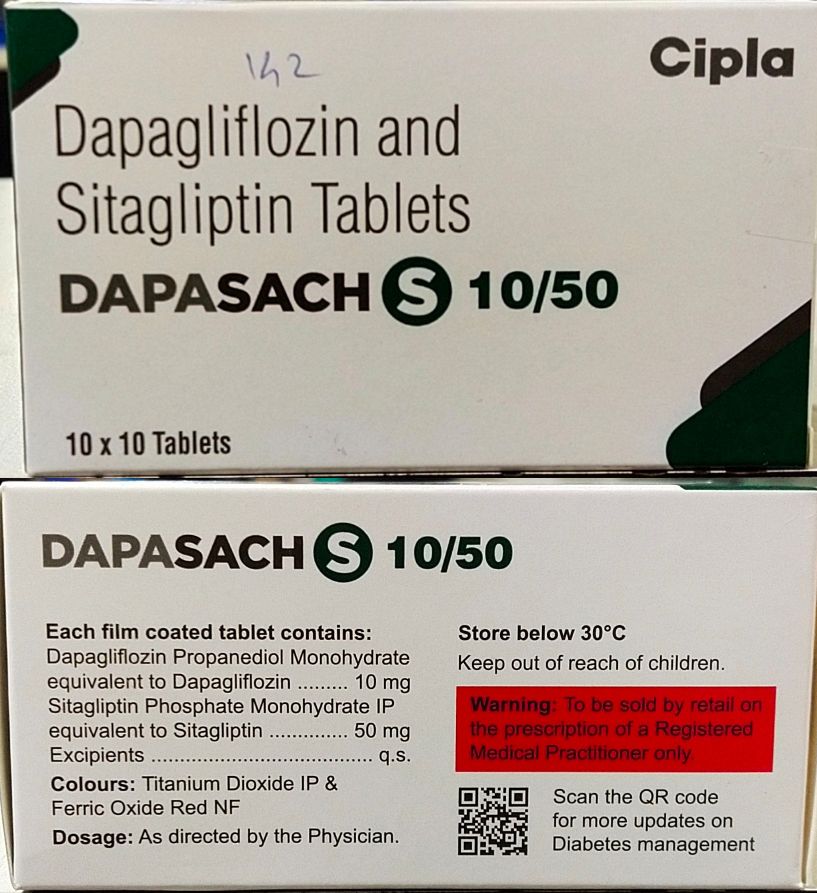 142
Cipla
Dapagliflozin and
Sitagliptin Tablets
DAPASACH S 10/50
10 x 10 Tablets
DAPASACH S 10/50
Each film coated tablet contains:
Dapagliflozin Propanediol Monohydrate
equivalent to Dapagliflozin ......... 10 mg
Sitagliptin Phosphate Monohydrate IP
equivalent to Sitagliptin .............. 50 mg
Excipients ....................................... q.s.
Colours: Titanium Dioxide IP &
Ferric Oxide Red NF
Dosage: As directed by the Physician.
Store below 30°C
Keep out of reach of children.
Warning: To be sold by retail on
the prescription of a Registered
Medical Practitioner only.
Scan the QR code
for more updates on
Diabetes management